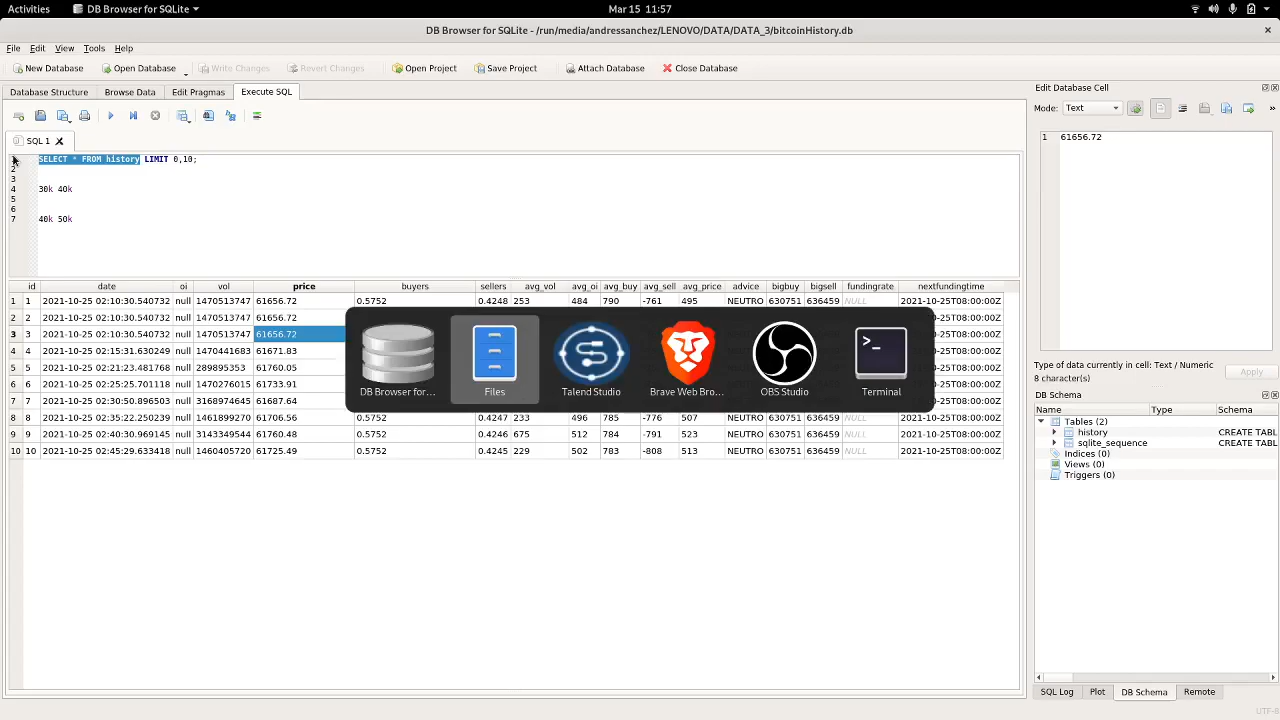 Activities
DB Browser for SQLite
Mar 15 11:57
DB Browser for SQLite - /run/media/andressanchez/LENOVO/DATA/DATA_3/bitcoinHistory.db
File Edit View Tools Help
New Database Open Database Write Changes Revert Changes Open Project Save Project Attach Database Close Database
Database Structure Browse Data Edit Pragmas Execute SQL
SQL 1
SELECT * FROM history LIMIT 0,10;
2
3
4 30k 40k
5
6
7 40k 50k
id date oi vol price buyers sellers avg_vol avg_oi avg_buy avg_sell avg_price advice bigbuy bigsell fundingrate nextfundingtime
1 1 2021-10-25 02:10:30.540732 null 1470513747 61656.72 0.5752 0.4248 253 484 790 -761 495 NEUTRO 630751 636459 NULL 2021-10-25T08:00:00Z
2 2 2021-10-25 02:10:30.540732 null 1470513747 61656.72
3 3 2021-10-25 02:10:30.540732 null 1470513747 61656.72
4 4 2021-10-25 02:15:31.630249 null 1470441683 61671.83
5 5 2021-10-25 02:21:23.481768 null 289895353 61760.05
6 6 2021-10-25 02:25:25.701118 null 1470276015 61733.91
7 7 2021-10-25 02:30:50.896503 null 3168974645 61687.64
8 8 2021-10-25 02:35:22.250239 null 1461899270 61706.56 0.5752 0.4247 233 496 785 -776 507 NEUTRO 630751 636459 NULL 2021-10-25T08:00:00Z
9 9 2021-10-25 02:40:30.969145 null 3143349544 61760.48 0.5752 0.4246 675 512 784 -791 523 NEUTRO 630751 636459 NULL 2021-10-25T08:00:00Z
10 10 2021-10-25 02:45:29.633418 null 1460405720 61725.49 0.5752 0.4245 229 502 783 -808 513 NEUTRO 630751 636459 NULL 2021-10-25T08:00:00Z
DB Browser for... Files Talend Studio Brave Web Bro... OBS Studio Terminal
Edit Database Cell
Mode: Text
1 61656.72
Type of data currently in cell: Text / Numeric
8 character(s)
Apply
DB Schema
Name Type Schema
Tables (2)
history CREATE TABL
sqlite_sequence CREATE TABL
Indices (0)
Views (0)
Triggers (0)
SQL Log Plot DB Schema Remote
UTF-8